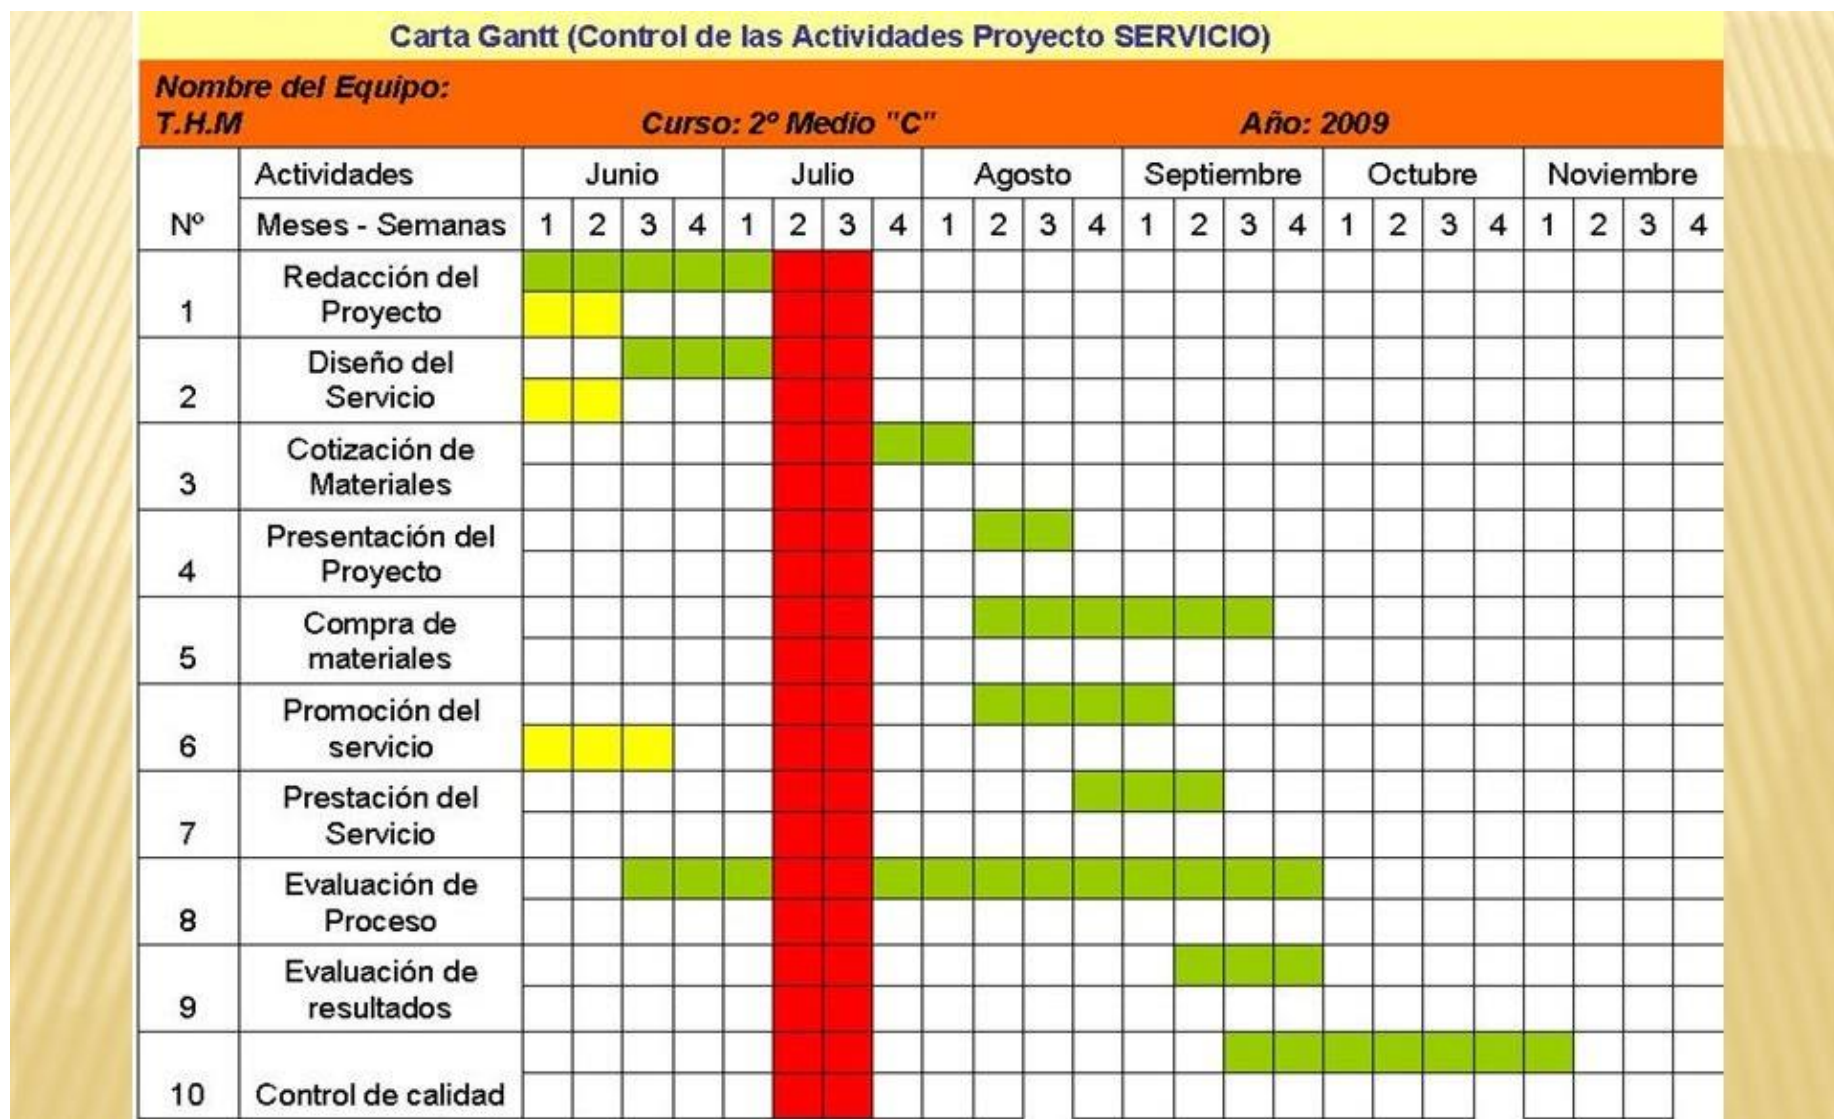 Carta Gantt (Control de las Actividades Proyecto SERVICIO)
Nombre del Equipo:
T.H.M Curso: 2º Medio "C" Año: 2009
Actividades Junio Julio Agosto Septiembre Octubre Noviembre
Nº Meses - Semanas 1 2 3 4 1 2 3 4 1 2 3 4 1 2 3 4 1 2 3 4 1 2 3 4
Redacción del
1 Proyecto
Diseño del
2 Servicio
Cotización de
3 Materiales
Presentación del
4 Proyecto
Compra de
5 materiales
Promoción del
6 servicio
Prestación del
7 Servicio
Evaluación de
8 Proceso
Evaluación de
9 resultados
10 Control de calidad